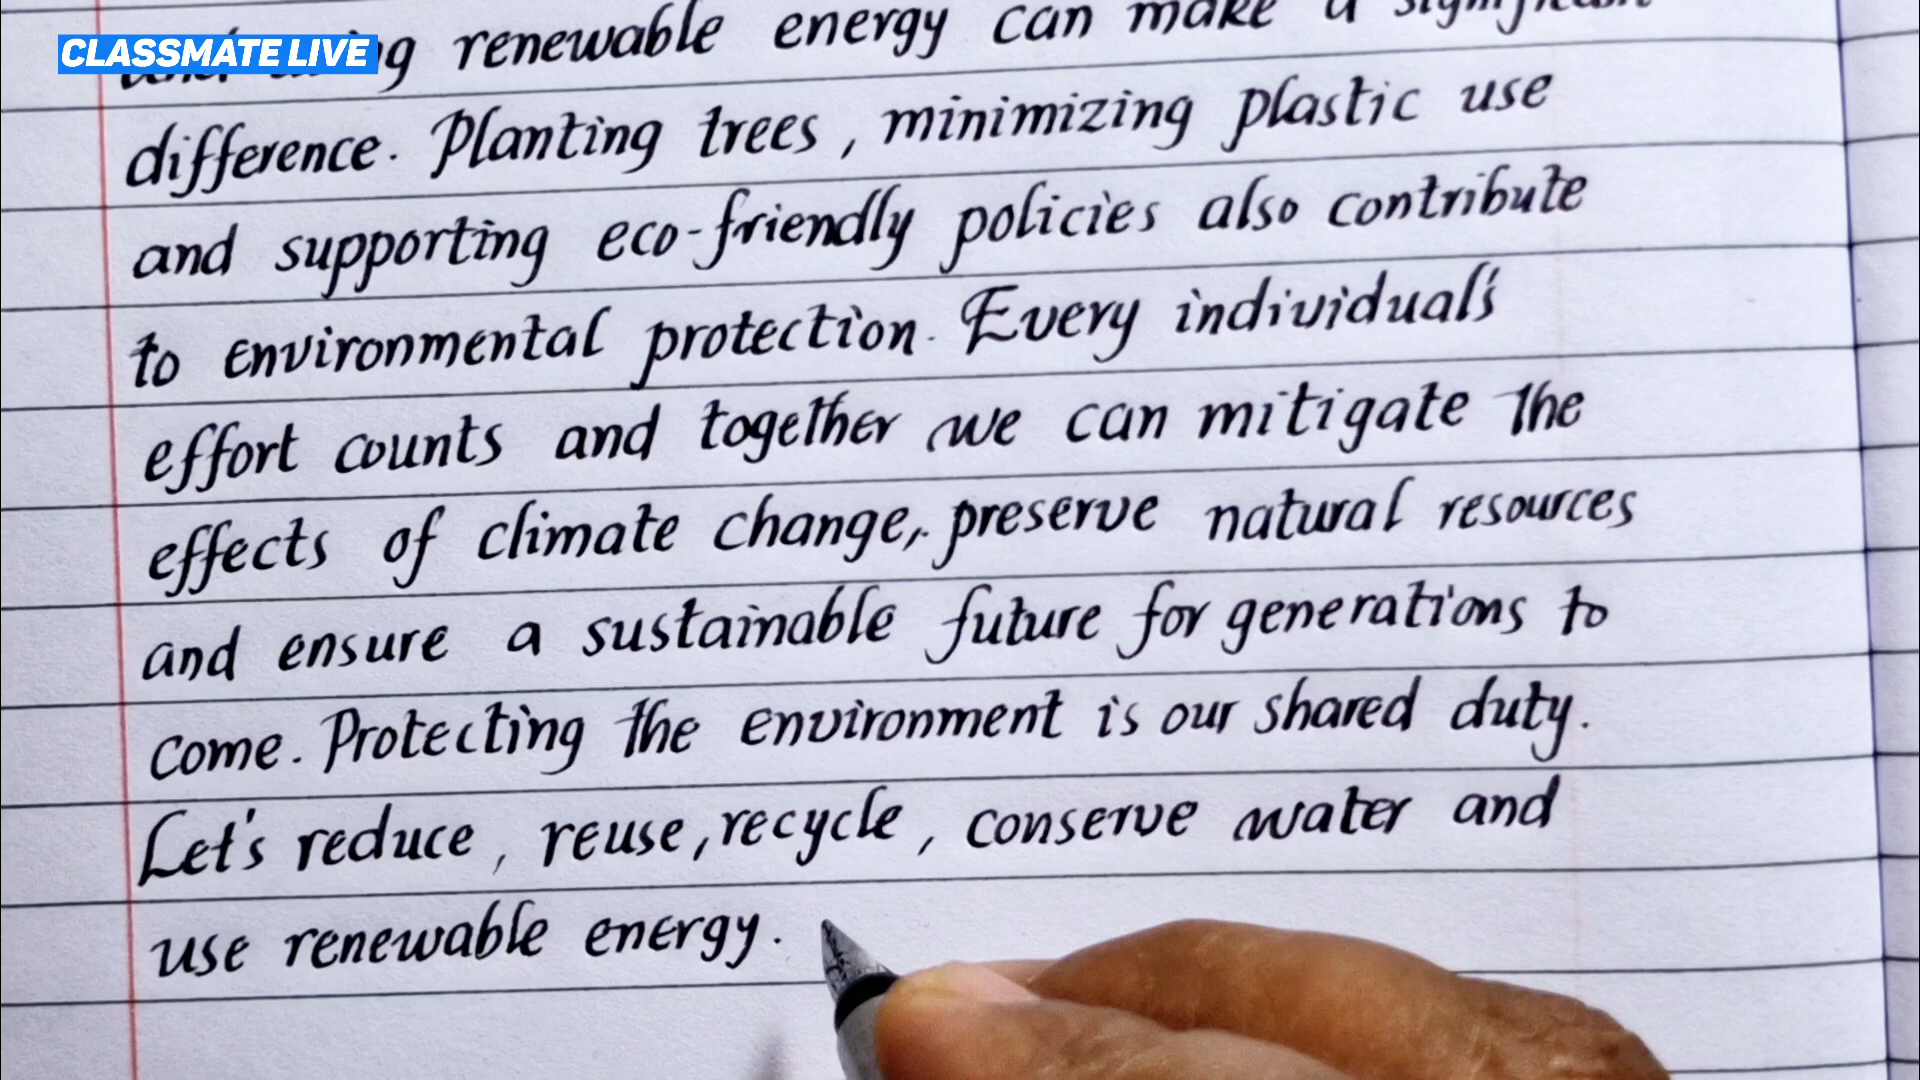 CLASSMATE LIVE
renewable energy can make a significant
difference. Planting trees, minimizing plastic use
and supporting eco-friendly policies also contribute
to environmental protection. Every individual's
effort counts and together we can mitigate the
effects of climate change, preserve natural resources
and ensure a sustainable future for generations to
come. Protecting the environment is our shared duty.
Let's reduce, reuse, recycle, conserve water and
use renewable energy.